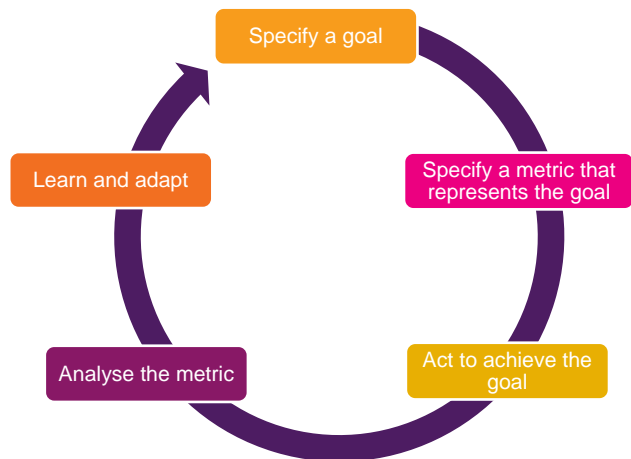 Specify a goal
Specify a metric that
represents the goal
Act to achieve the
goal
Analyse the metric
Learn and adapt